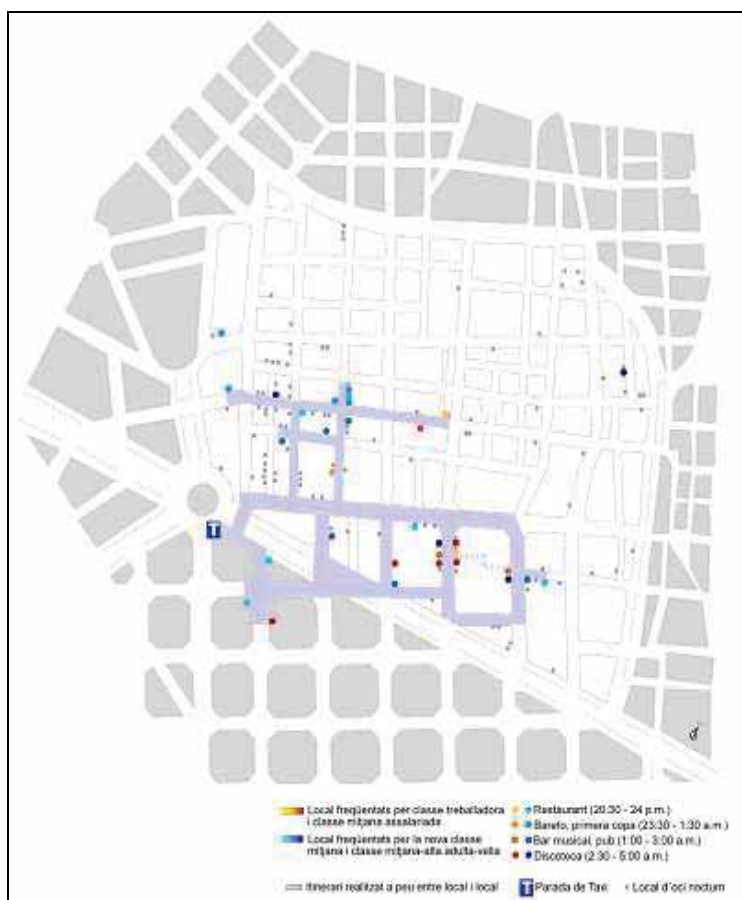 Local freqüentats per classe treballadora
i classe mitjana assalariada
Local freqüentats per la nova classe
mitjana i classe mitjana-alta adulta-vella
Restaurant (20:30 - 24 p.m.)
Bareto, primera copa (23:30 - 1:30 a.m.)
Bar musical, pub (1:00 - 3:00 a.m.)
Discoteca (2:30 - 5:00 a.m.)
Itinerari realitzat a peu entre local i local
T Parada de Taxi
Local d'oci nocturn
T